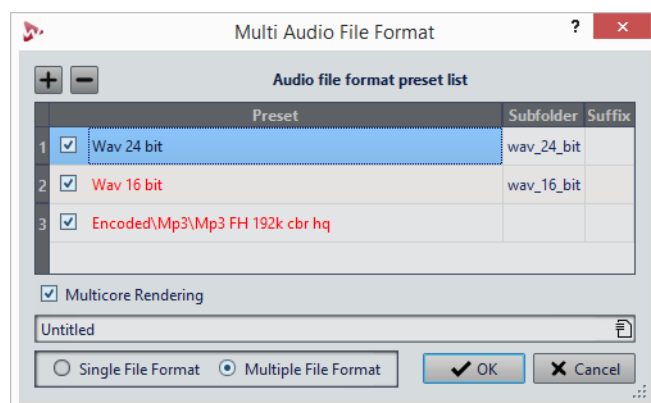 Multi Audio File Format ?
Audio file format preset list
Preset Subfolder Suffix
1 Wav 24 bit wav_24_bit
2 Wav 16 bit wav_16_bit
3 Encoded\Mp3\Mp3 FH 192k cbr hq
Multicore Rendering
Untitled
Single File Format Multiple File Format OK Cancel